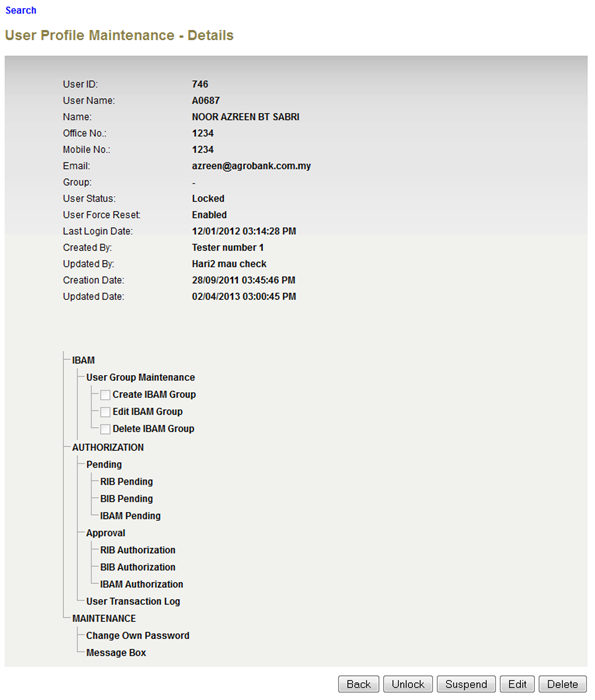 Search
User Profile Maintenance - Details
User ID: 746
User Name: A0687
Name: NOOR AZREEN BT SABRI
Office No.: 1234
Mobile No.: 1234
Email: azreen@agrobank.com.my
Group: -
User Status: Locked
User Force Reset: Enabled
Last Login Date: 12/01/2012 03:14:28 PM
Created By: Tester number 1
Updated By: Hari2 mau check
Creation Date: 28/09/2011 03:45:46 PM
Updated Date: 02/04/2013 03:00:45 PM
IBAM
User Group Maintenance
Create IBAM Group
Edit IBAM Group
Delete IBAM Group
AUTHORIZATION
Pending
RIB Pending
BIB Pending
IBAM Pending
Approval
RIB Authorization
BIB Authorization
IBAM Authorization
User Transaction Log
MAINTENANCE
Change Own Password
Message Box
Back Unlock Suspend Edit Delete